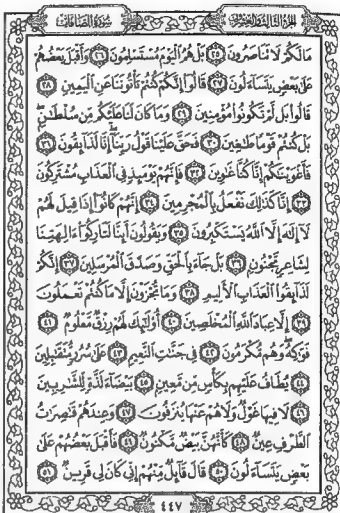 الجزء الثالث والعشرون
سورة الصافات
مَا لَكُمْ لَا تَنَاصَرُونَ ٢٥ بَلْ هُمُ الْيَوْمَ مُسْتَسْلِمُونَ ٢٦ وَأَقْبَلَ بَعْضُهُمْ
عَلَى بَعْضٍ يَتَسَاءَلُونَ ٢٧ قَالُوا إِنَّكُمْ كُنْتُمْ تَأْتُونَنَا عَنِ الْيَمِينِ ٢٨
قَالُوا بَل لَّمْ تَكُونُوا مُؤْمِنِينَ ٢٩ وَمَا كَانَ لَنَا عَلَيْكُم مِّن سُلْطَانٍ
بَلْ كُنتُمْ قَوْمًا طَاغِينَ ٣٠ فَحَقَّ عَلَيْنَا قَوْلُ رَبِّنَا إِنَّا لَذَائِقُونَ ٣١
فَأَغْوَيْنَاكُمْ إِنَّا كُنَّا غَاوِينَ ٣٢ فَإِنَّهُمْ يَوْمَئِذٍ فِي الْعَذَابِ مُشْتَرِكُونَ
٣٣ إِنَّا كَذَلِكَ نَفْعَلُ بِالْمُجْرِمِينَ ٣٤ إِنَّهُمْ كَانُوا إِذَا قِيلَ لَهُمْ
لَا إِلَهَ إِلَّا اللَّهُ يَسْتَكْبِرُونَ ٣٥ وَيَقُولُونَ أَئِنَّا لَتَارِكُوا آلِهَتِنَا
لِشَاعِرٍ مَّجْنُونٍ ٣٦ بَلْ جَاءَ بِالْحَقِّ وَصَدَّقَ الْمُرْسَلِينَ ٣٧ إِنَّكُمْ
لَذَائِقُوا الْعَذَابِ الْأَلِيمِ ٣٨ وَمَا تُجْزَوْنَ إِلَّا مَا كُنتُمْ تَعْمَلُونَ
٣٩ إِلَّا عِبَادَ اللَّهِ الْمُخْلَصِينَ ٤٠ أُولَئِكَ لَهُمْ رِزْقٌ مَّعْلُومٌ ٤١
فَوَاكِهُ وَهُم مُّكْرَمُونَ ٤٢ فِي جَنَّاتِ النَّعِيمِ ٤٣ عَلَى سُرُرٍ مُّتَقَابِلِينَ
٤٤ يُطَافُ عَلَيْهِم بِكَأْسٍ مِّن مَّعِينٍ ٤٥ بَيْضَاءَ لَذَّةٍ لِّلشَّارِبِينَ
٤٦ لَا فِيهَا غَوْلٌ وَلَا هُمْ عَنْهَا يُنزَفُونَ ٤٧ وَعِندَهُمْ قَاصِرَاتُ
الطَّرْفِ عِينٌ ٤٨ كَأَنَّهُنَّ بَيْضٌ مَّكْنُونٌ ٤٩ فَأَقْبَلَ بَعْضُهُمْ عَلَى
بَعْضٍ يَتَسَاءَلُونَ ٥٠ قَالَ قَائِلٌ مِّنْهُمْ إِنِّي كَانَ لِي قَرِينٌ ٥١
٤٤٧